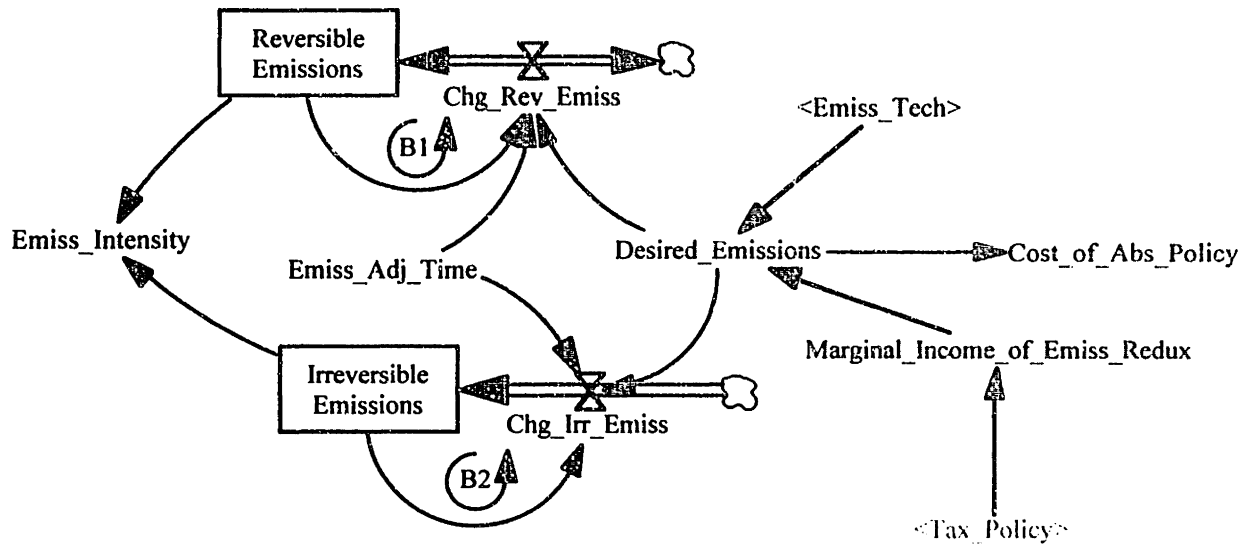 Reversible
Emissions
Chg_Rev_Emiss
<Emiss_Tech>
B1
Emiss_Intensity
Desired_Emissions
Cost_of_Abs_Policy
Emiss_Adj_Time
Marginal_Income_of_Emiss_Redux
Irreversible
Emissions
Chg_Irr_Emiss
B2
<Tax_Policy>